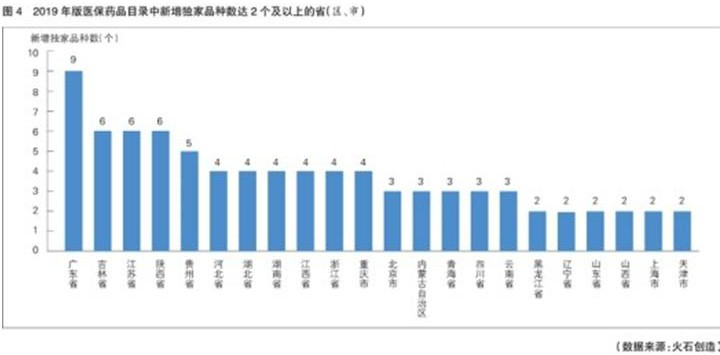 图 4 2019 年版医保药品目录中新增独家品种数达 2 个及以上的省(区、市)
新增独家品种数(个)
10
9
8
7
6
5
4
3
2
1
0
9
6
6
6
5
4
4
4
4
4
4
3
3
3
3
3
2
2
2
2
2
2
广东省
吉林省
江苏省
陕西省
贵州省
河北省
湖北省
湖南省
江西省
浙江省
重庆市
北京市
内蒙古自治区
青海省
四川省
云南省
黑龙江省
辽宁省
山东省
山西省
上海市
天津市
(数据来源:火石创造)